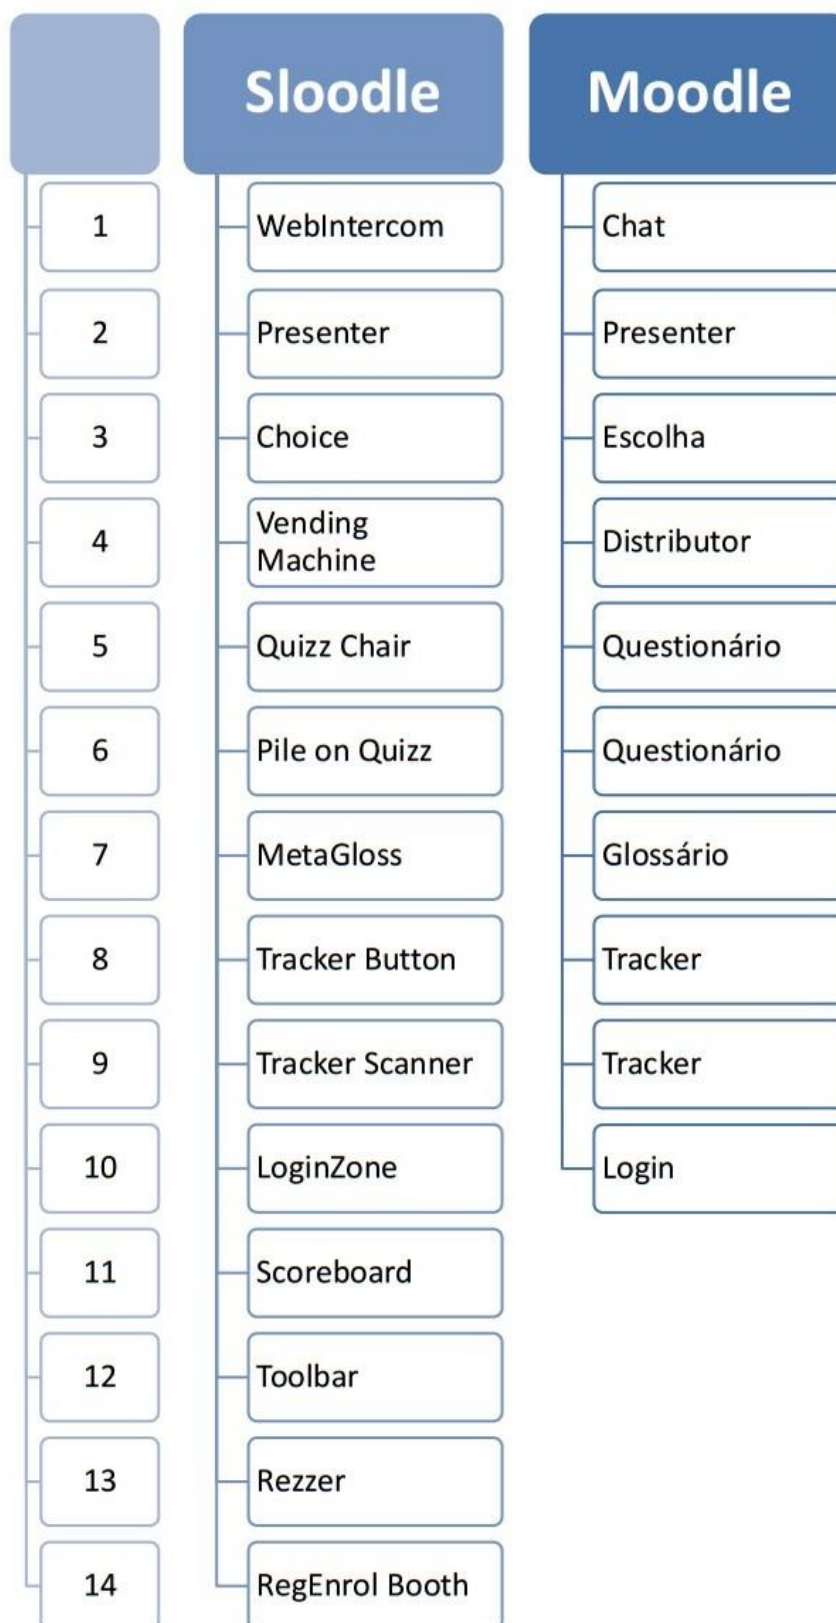 Sloodle Moodle
1 WebIntercom Chat
2 Presenter Presenter
3 Choice Escolha
4 Vending Machine Distributor
5 Quizz Chair Questionário
6 Pile on Quizz Questionário
7 MetaGloss Glossário
8 Tracker Button Tracker
9 Tracker Scanner Tracker
10 LoginZone Login
11 Scoreboard
12 Toolbar
13 Rezzer
14 RegEnrol Booth